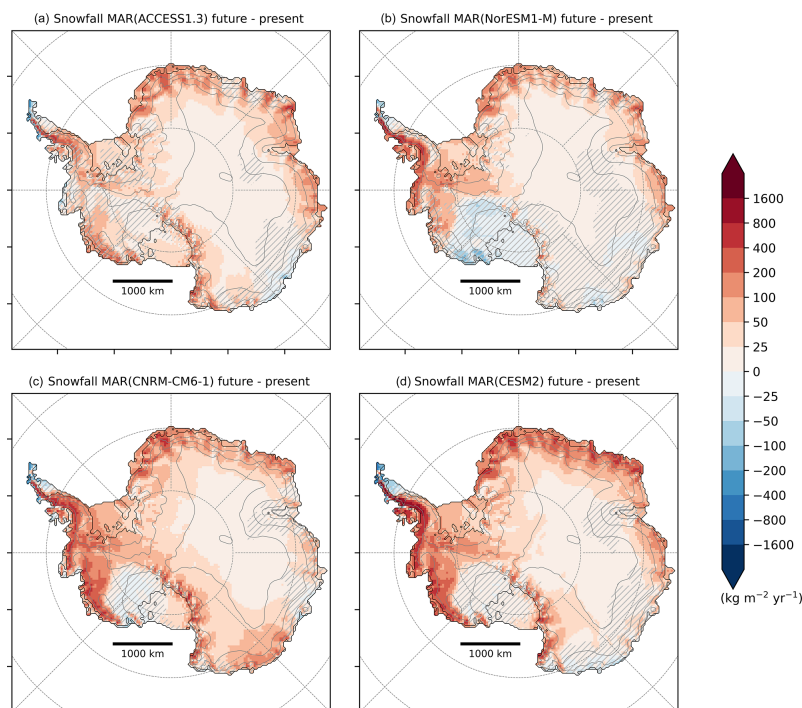 (a) Snowfall MAR(ACCESS1.3) future - present
(b) Snowfall MAR(NorESM1-M) future - present
1000 km
1000 km
(c) Snowfall MAR(CNRM-CM6-1) future - present
(d) Snowfall MAR(CESM2) future - present
1000 km
1000 km
1600
800
400
200
100
50
25
0
−25
−50
−100
−200
−400
−800
−1600
(kg m⁻² yr⁻¹)